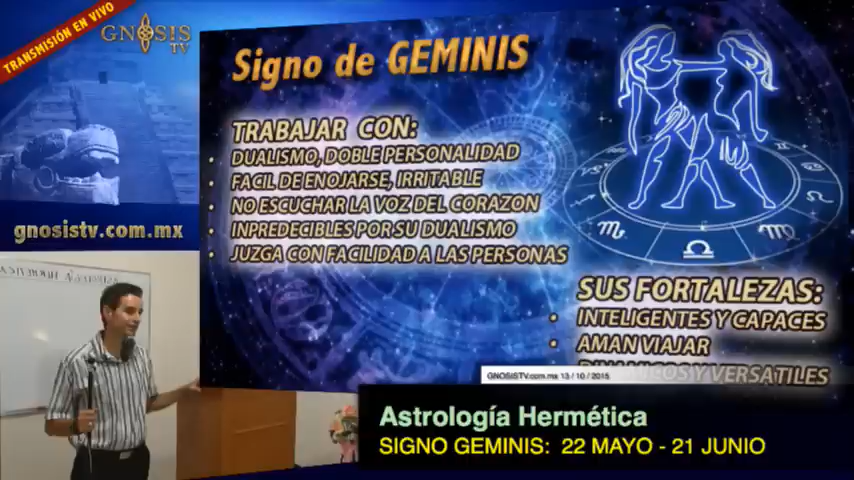 TRANSMISIÓN EN VIVO
GNOSIS
TV
gnosistv.com.mx
Signo de GEMINIS
TRABAJAR CON:
• DUALISMO, DOBLE PERSONALIDAD
• FACIL DE ENOJARSE, IRRITABLE
• NO ESCUCHAR LA VOZ DEL CORAZON
• INPREDECIBLES POR SU DUALISMO
• JUZGA CON FACILIDAD A LAS PERSONAS
SUS FORTALEZAS:
• INTELIGENTES Y CAPACES
• AMAN VIAJAR
Y VERSATILES
GNOSISTV.com.mx 13 / 10 / 2015
Astrología Hermética
SIGNO GEMINIS: 22 MAYO - 21 JUNIO